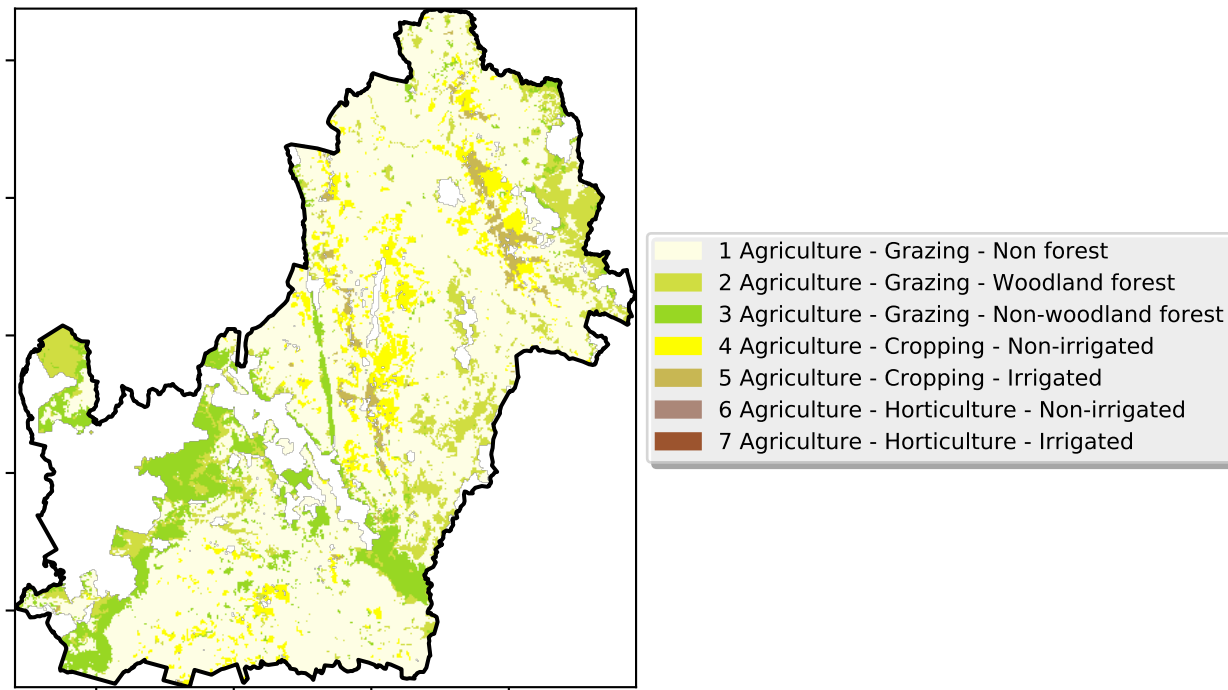 1 Agriculture - Grazing - Non forest
2 Agriculture - Grazing - Woodland forest
3 Agriculture - Grazing - Non-woodland forest
4 Agriculture - Cropping - Non-irrigated
5 Agriculture - Cropping - Irrigated
6 Agriculture - Horticulture - Non-irrigated
7 Agriculture - Horticulture - Irrigated